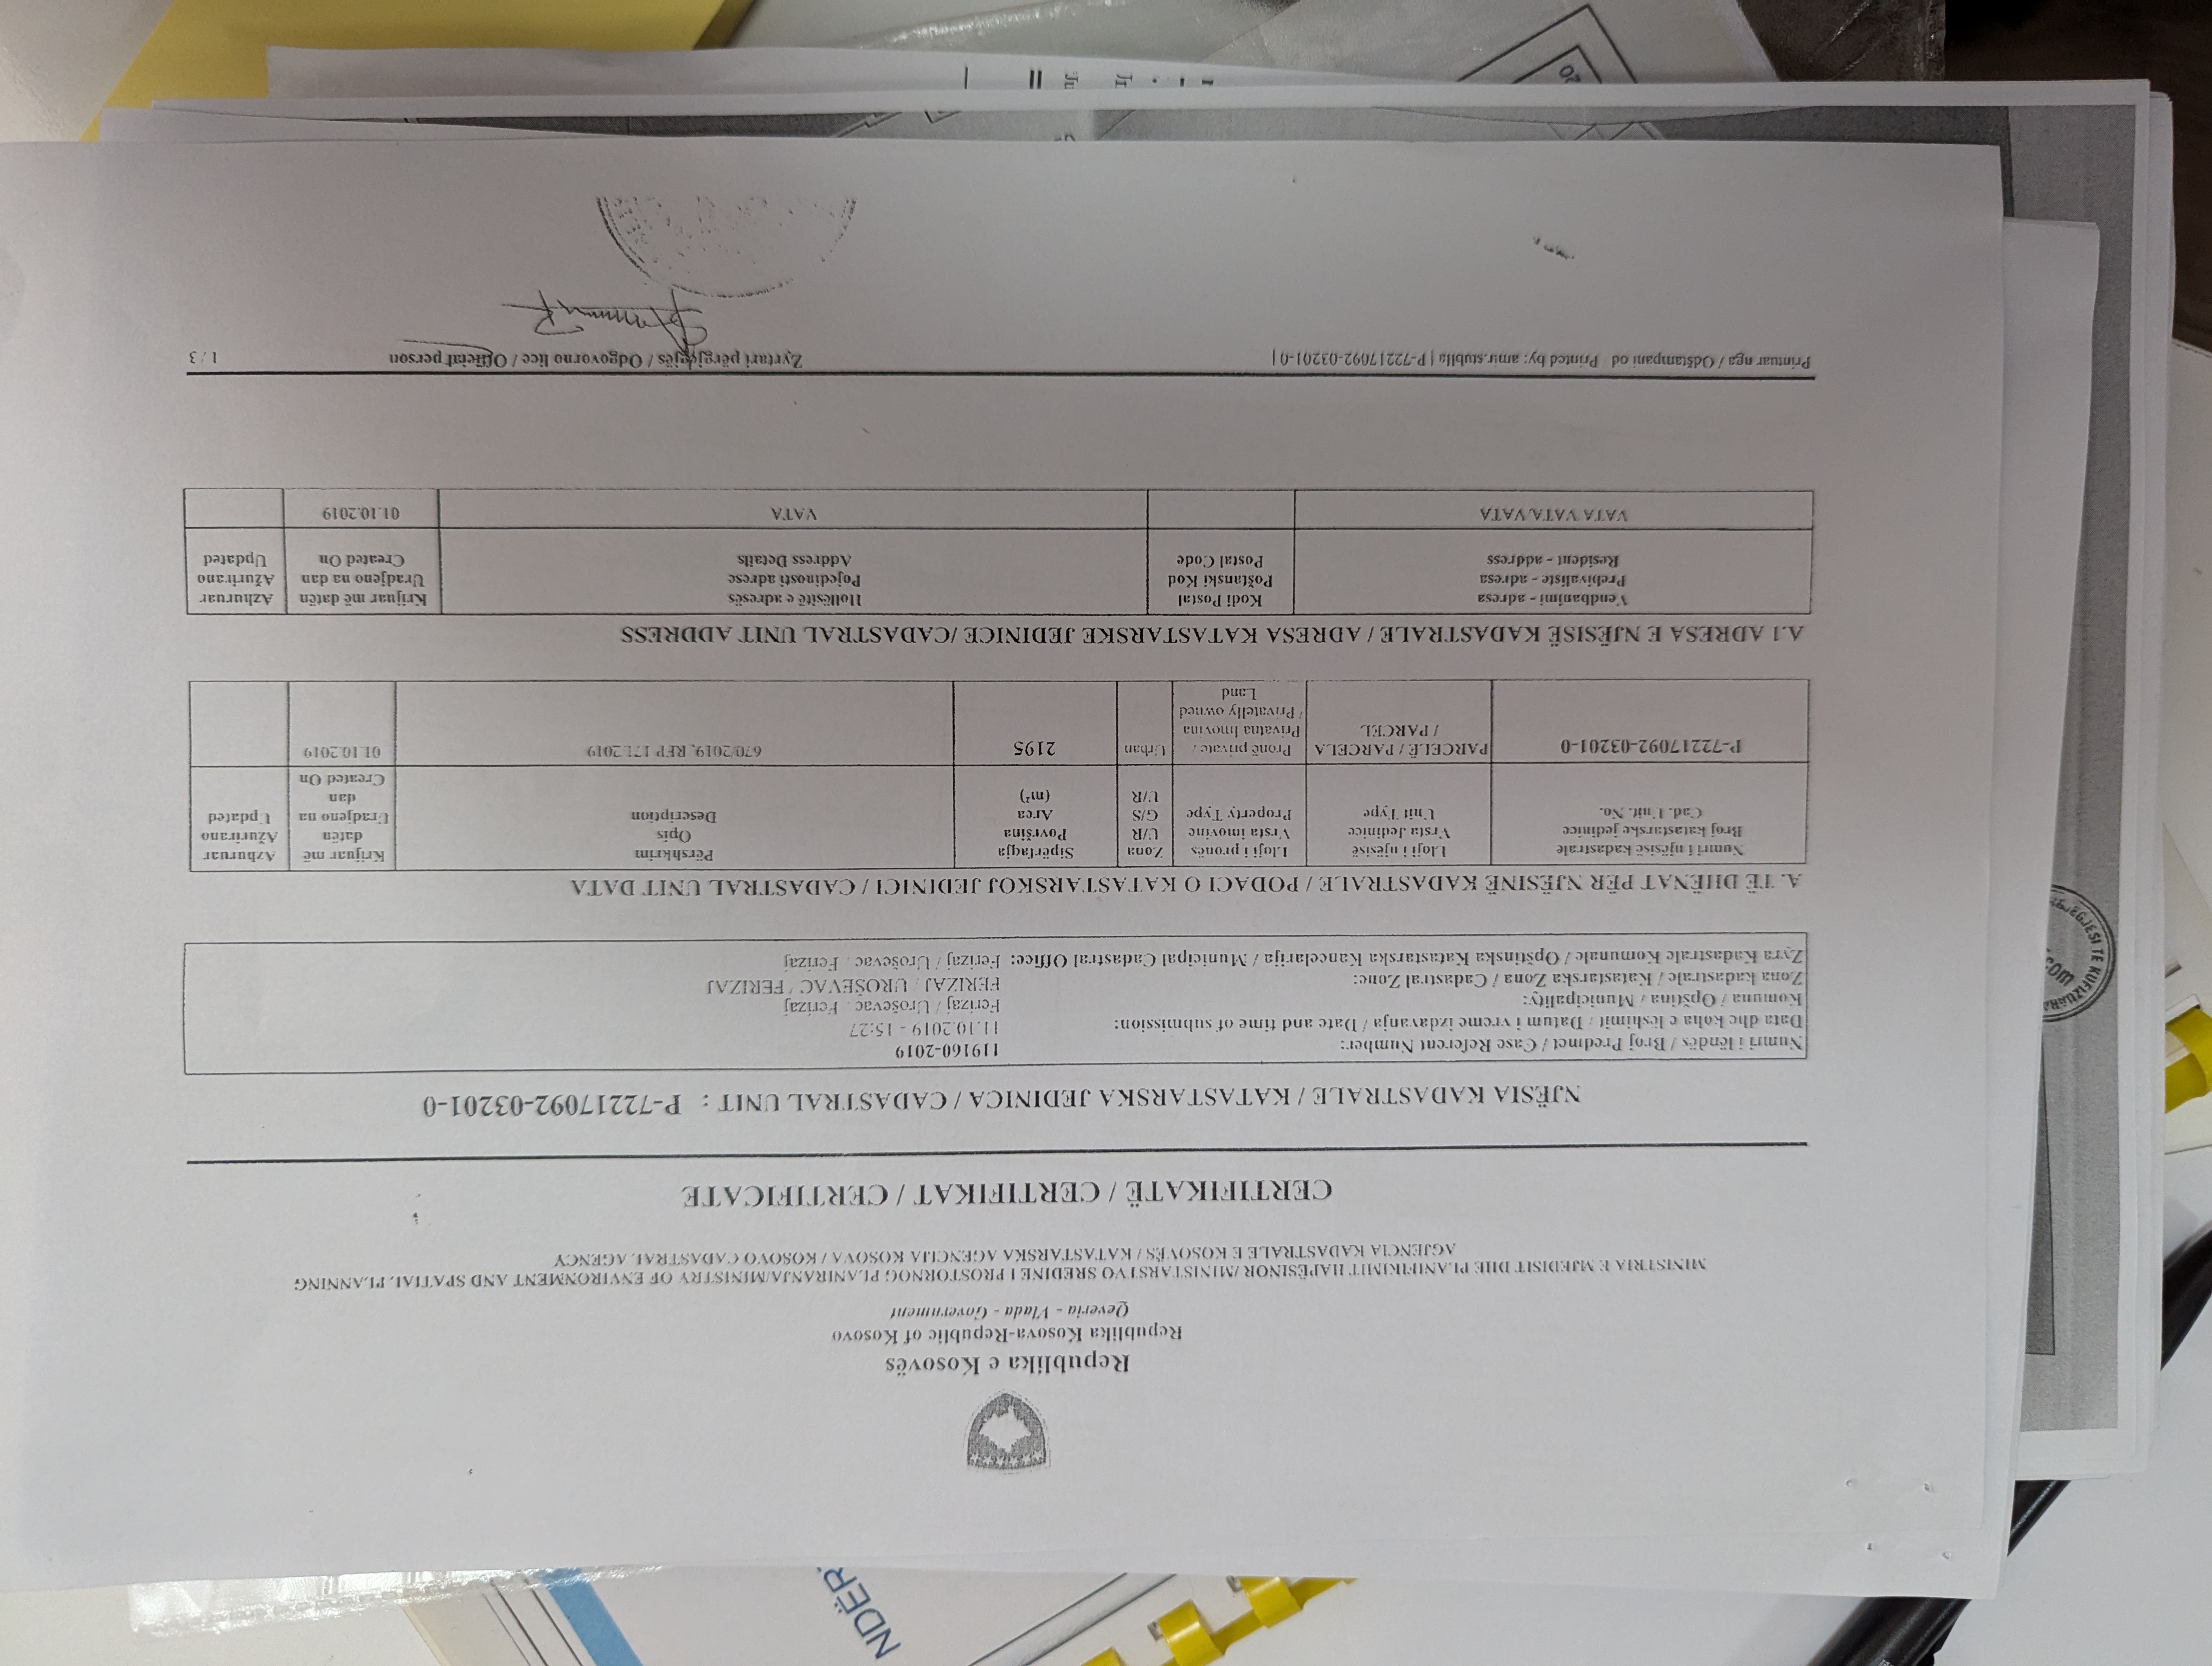 Republika e Kosovës
Republika Kosova-Republic of Kosovo
Qeveria - Vlada - Government
MINISTRIA E MJEDISIT DHE PLANIFIKIMIT HAPËSINOR /MINISTARSTVO SREDINE I PROSTORNOG PLANIRANJA/MINISTRY OF ENVIRONMENT AND SPATIAL PLANNING
AGJENCIA KADASTRALE E KOSOVËS / KATASTARSKA AGENCIJA KOSOVA / KOSOVO CADASTRAL AGENCY
CERTIFIKATË / CERTIFIKAT / CERTIFICATE
NJËSIA KADASTRALE / KATASTARSKA JEDINICA / CADASTRAL UNIT : P-72217092-03201-0
Numri i lëndës / Broj Predmet / Case Referent Number: 119160-2019
Data dhe koha e lëshimit / Datum i vreme izdavanja / Date and time of submission: 11.10.2019 - 15:27
Komuna / Opština / Municipality: Ferizaj / Uroševac / Ferizaj
Zona kadastrale / Katastarska Zona / Cadastral Zone: FERIZAJ / UROŠEVAC / FERIZAJ
Zyra Kadastrale Komunale / Opštinska Katastarska Kancelarija / Municipal Cadastral Office: Ferizaj / Uroševac / Ferizaj
A. TË DHËNAT PËR NJËSINË KADASTRALE / PODACI O KATASTARSKOJ JEDINICI / CADASTRAL UNIT DATA
Numri i njësisë kadastrale Lloji i njësisë Lloji i pronës Zona Sipërfaqja Përshkrim Krijuar më Azhuruar
Broj katastarske jedinice Vrsta Jedinice Vrsta imovine U/R Površina Opis datën Ažurirano
Cad. Unit. No. Unit Type Property Type G/S Area Description Uradjeno na Updated
U/R (m²) dan
Created On
P-72217092-03201-0 PARCELË / PARCELA Pronë private / Urban 2195 670/2019, RFP 171/2019 01.10.2019
/ PARCEL Privatna Imovina
/ Privatelly owned
Land
A.1 ADRESA E NJËSISË KADASTRALE / ADRESA KATASTARSKE JEDINICE /CADASTRAL UNIT ADDRESS
Vendbanimi - adresa Kodi Postal Hollësitë e adresës Krijuar më datën Azhuruar
Prebivaliste - adresa Poštanski Kod Pojedinosti adrese Uradjeno na dan Ažurirano
Resident - address Postal Code Address Details Created On Updated
VATA VATA/VATA VATA 01.10.2019
Printuar nga / Odštampani od Printed by: amir.stublla | P-72217092-03201-0 |
Zyrtari përgjegjës / Odgovorno lice / Official person
1 / 3
NDËR
com
20